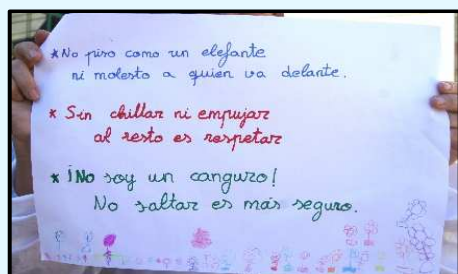 * No piso como un elefante
ni molesto a quien va delante.
* Sin chillar ni empujar
al resto es respetar
* ¡No soy un canguro!
No saltar es más seguro.